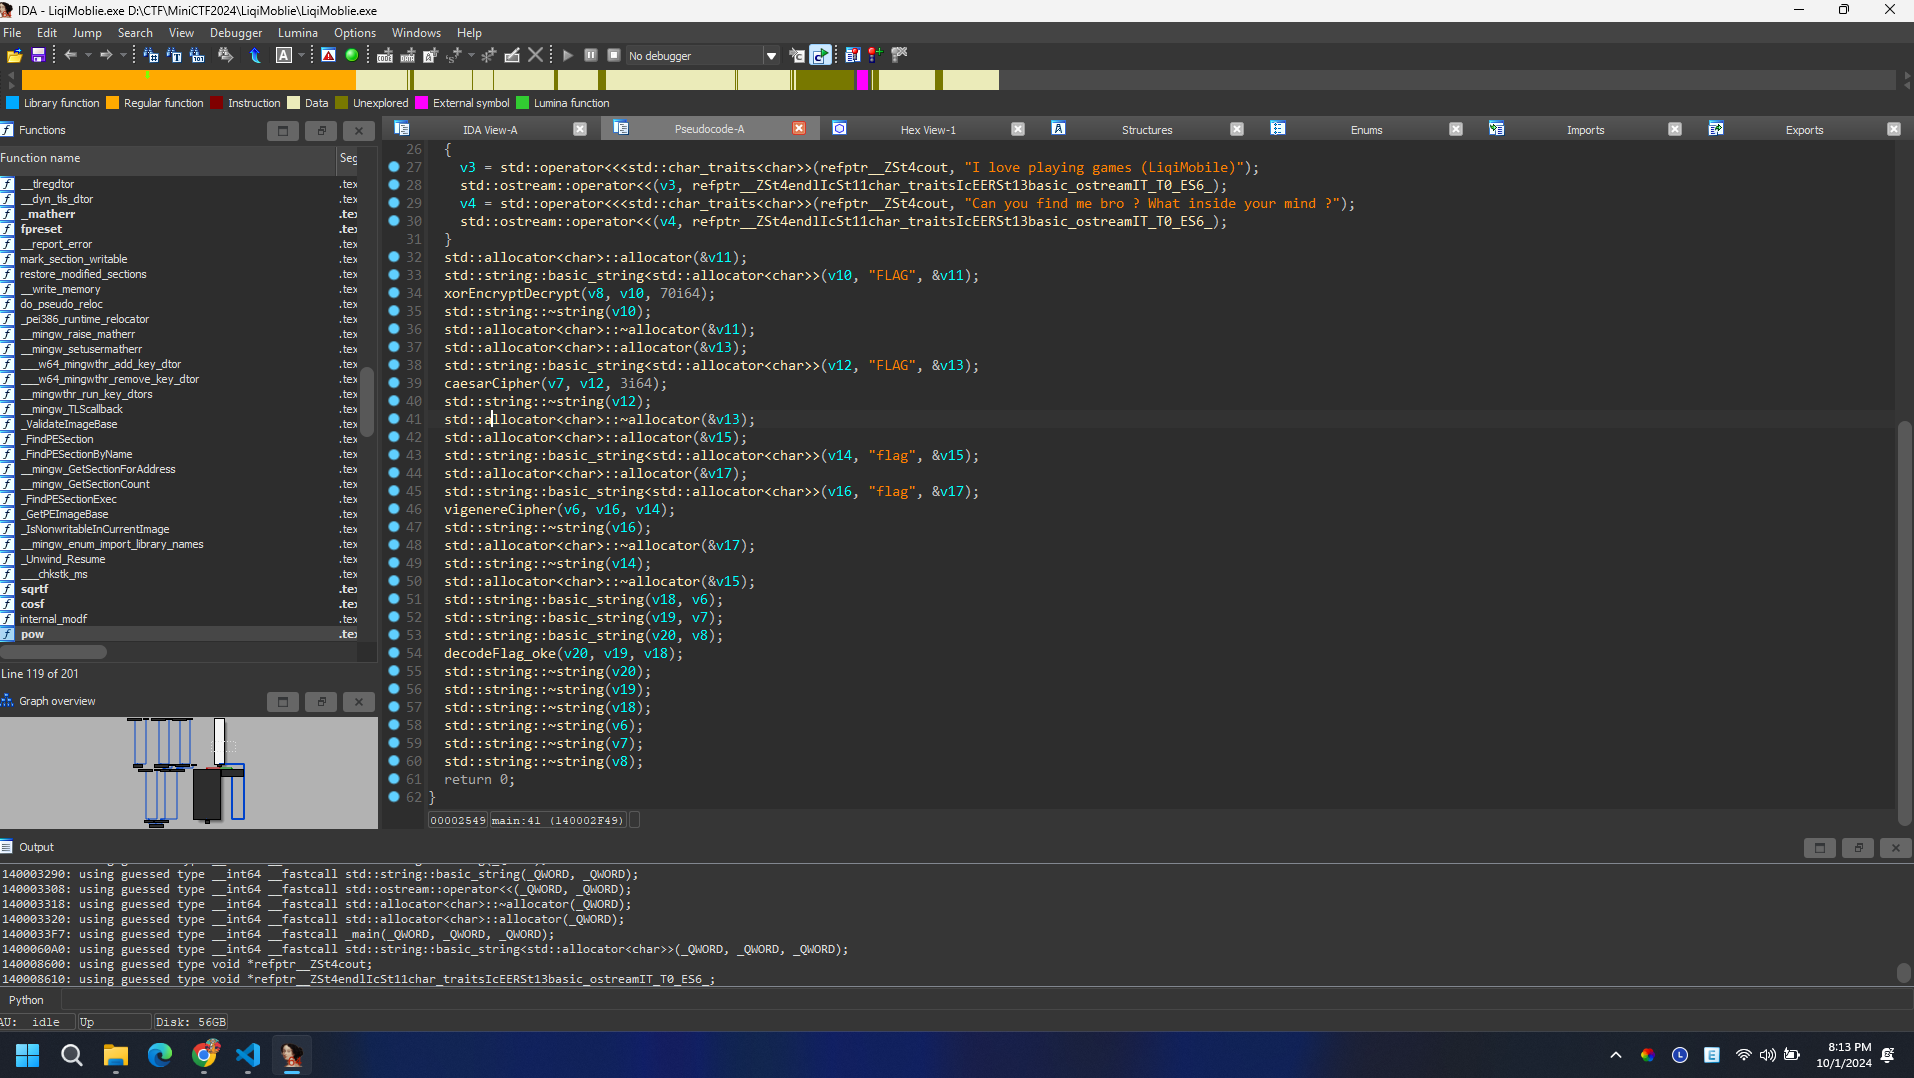 IDA - LiqiMoblie.exe D:\CTF\MiniCTF2024\LiqiMoblie\LiqiMoblie.exe
File Edit Jump Search View Debugger Lumina Options Windows Help
No debugger
Library function Regular function Instruction Data Unexplored External symbol Lumina function
Functions
Function name Seg
__tlregdtor .tex
__dyn_tls_dtor .tex
_matherr .tex
fpreset .tex
__report_error .tex
mark_section_writable .tex
restore_modified_sections .tex
__write_memory .tex
do_pseudo_reloc .tex
_pei386_runtime_relocator .tex
__mingw_raise_matherr .tex
__mingw_setusermatherr .tex
___w64_mingwthr_add_key_dtor .tex
___w64_mingwthr_remove_key_dtor .tex
__mingwthr_run_key_dtors .tex
__mingw_TLScallback .tex
_ValidateImageBase .tex
_FindPESection .tex
_FindPESectionByName .tex
__mingw_GetSectionForAddress .tex
__mingw_GetSectionCount .tex
_FindPESectionExec .tex
_GetPEImageBase .tex
_IsNonwritableInCurrentImage .tex
__mingw_enum_import_library_names .tex
_Unwind_Resume .tex
___chkstk_ms .tex
sqrtf .tex
cosf .tex
internal_modf .tex
pow .tex
Line 119 of 201
Graph overview
IDA View-A Pseudocode-A Hex View-1 Structures Enums Imports Exports
26 {
27 v3 = std::operator<<<std::char_traits<char>>(refptr__ZSt4cout, "I love playing games (LiqiMobile)");
28 std::ostream::operator<<(v3, refptr__ZSt4endlIcSt11char_traitsIcEERSt13basic_ostreamIT_T0_ES6_);
29 v4 = std::operator<<<std::char_traits<char>>(refptr__ZSt4cout, "Can you find me bro ? What inside your mind ?");
30 std::ostream::operator<<(v4, refptr__ZSt4endlIcSt11char_traitsIcEERSt13basic_ostreamIT_T0_ES6_);
31 }
32 std::allocator<char>::allocator(&v11);
33 std::string::basic_string<std::allocator<char>>(v10, "FLAG", &v11);
34 xorEncryptDecrypt(v8, v10, 70i64);
35 std::string::~string(v10);
36 std::allocator<char>::~allocator(&v11);
37 std::allocator<char>::allocator(&v13);
38 std::string::basic_string<std::allocator<char>>(v12, "FLAG", &v13);
39 caesarCipher(v7, v12, 3i64);
40 std::string::~string(v12);
41 std::allocator<char>::~allocator(&v13);
42 std::allocator<char>::allocator(&v15);
43 std::string::basic_string<std::allocator<char>>(v14, "flag", &v15);
44 std::allocator<char>::allocator(&v17);
45 std::string::basic_string<std::allocator<char>>(v16, "flag", &v17);
46 vigenereCipher(v6, v16, v14);
47 std::string::~string(v16);
48 std::allocator<char>::~allocator(&v17);
49 std::string::~string(v14);
50 std::allocator<char>::~allocator(&v15);
51 std::string::basic_string(v18, v6);
52 std::string::basic_string(v19, v7);
53 std::string::basic_string(v20, v8);
54 decodeFlag_oke(v20, v19, v18);
55 std::string::~string(v20);
56 std::string::~string(v19);
57 std::string::~string(v18);
58 std::string::~string(v6);
59 std::string::~string(v7);
60 std::string::~string(v8);
61 return 0;
62 }
00002549 main:41 (140002F49)
Output
140003290: using guessed type __int64 __fastcall std::string::basic_string(_QWORD, _QWORD);
140003308: using guessed type __int64 __fastcall std::ostream::operator<<(_QWORD, _QWORD);
140003318: using guessed type __int64 __fastcall std::allocator<char>::~allocator(_QWORD);
140003320: using guessed type __int64 __fastcall std::allocator<char>::allocator(_QWORD);
1400033F7: using guessed type __int64 __fastcall _main(_QWORD, _QWORD, _QWORD);
1400060A0: using guessed type __int64 __fastcall std::string::basic_string<std::allocator<char>>(_QWORD, _QWORD, _QWORD);
140008600: using guessed type void *refptr__ZSt4cout;
140008610: using guessed type void *refptr__ZSt4endlIcSt11char_traitsIcEERSt13basic_ostreamIT_T0_ES6_;
Python
AU: idle Up Disk: 56GB
8:13 PM
10/1/2024